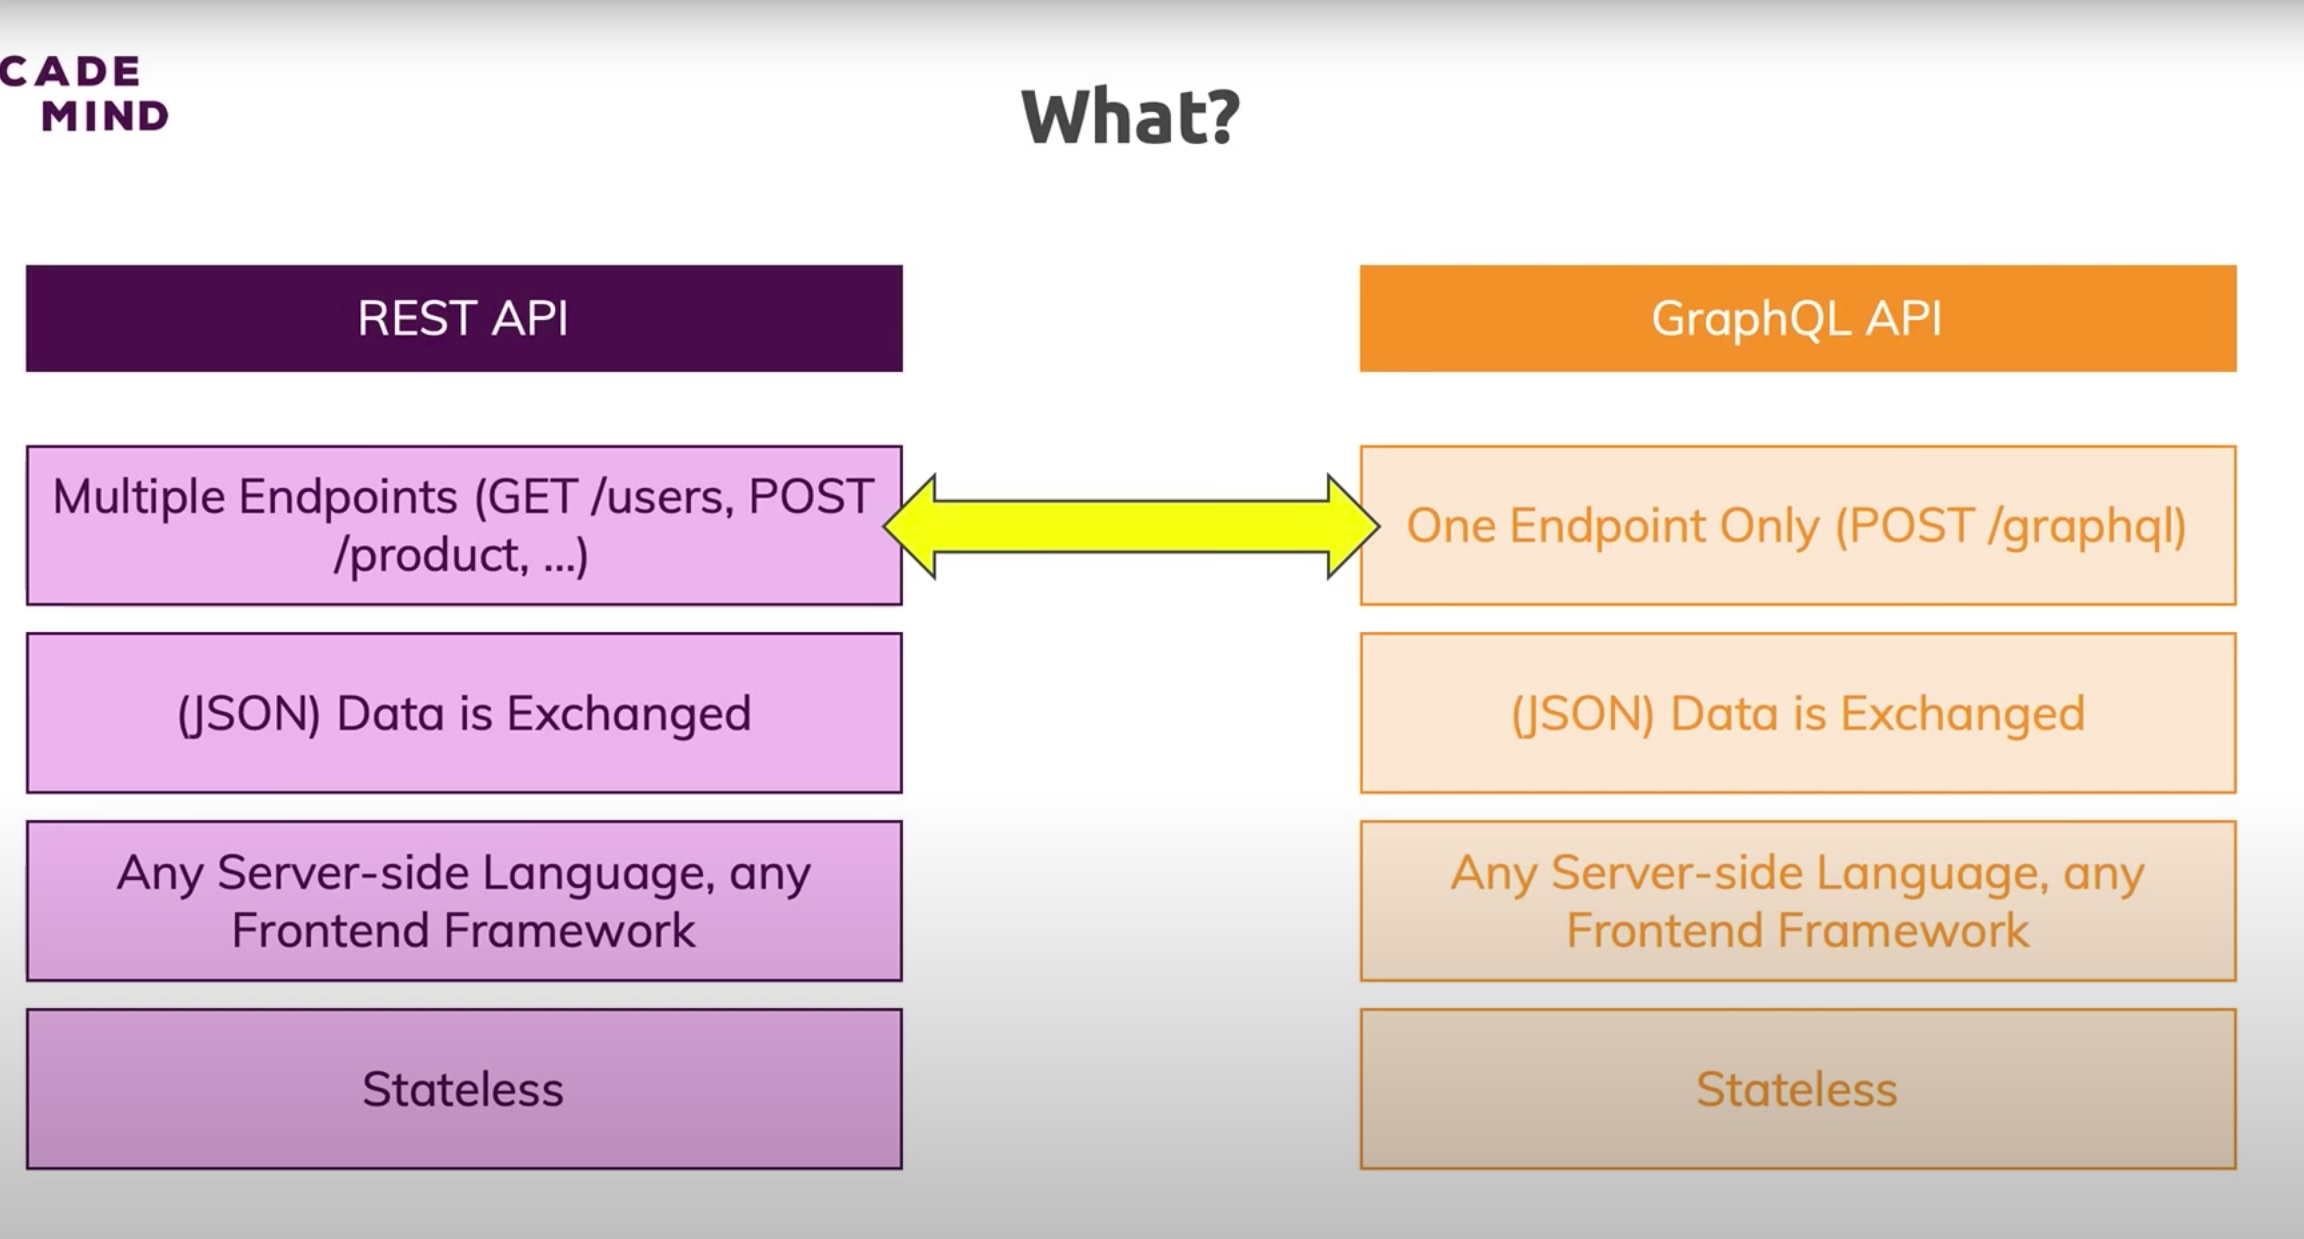 CADE
MIND
What?
REST API
GraphQL API
Multiple Endpoints (GET /users, POST
/product, ...)
One Endpoint Only (POST /graphql)
(JSON) Data is Exchanged
(JSON) Data is Exchanged
Any Server-side Language, any
Frontend Framework
Any Server-side Language, any
Frontend Framework
Stateless
Stateless